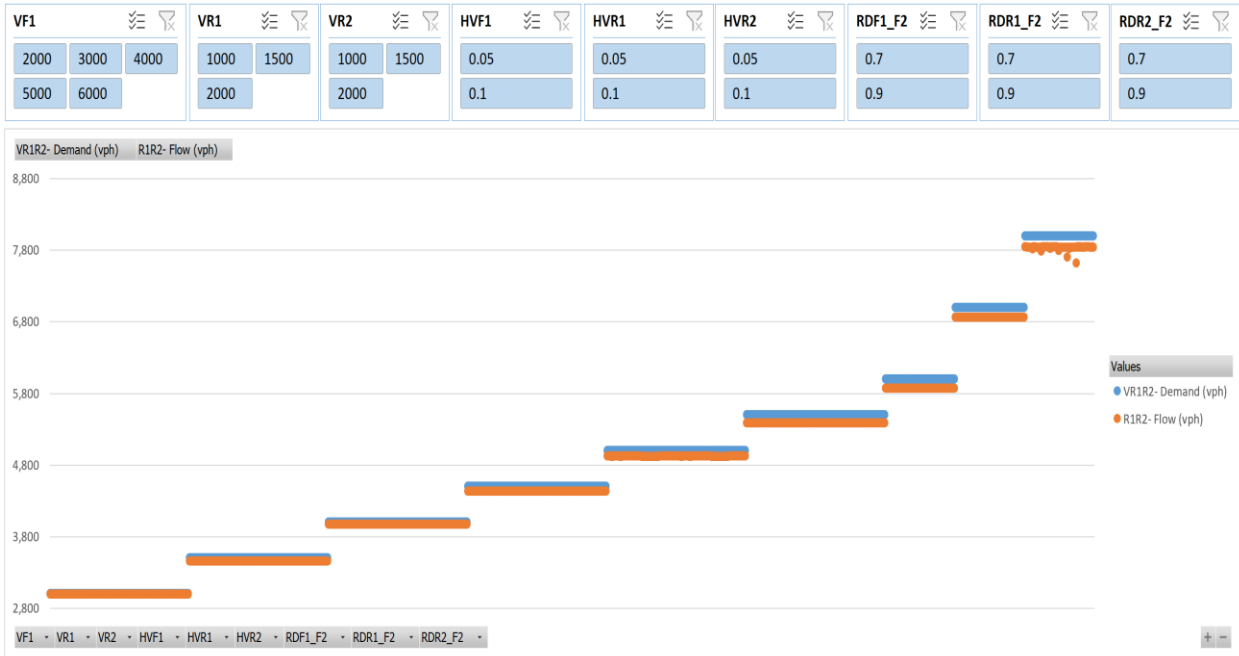 VF1 VR1 VR2 HVF1 HVR1 HVR2 RDF1_F2 RDR1_F2 RDR2_F2
2000 3000 4000 1000 1500 1000 1500 0.05 0.05 0.05 0.7 0.7 0.7
5000 6000 2000 2000 0.1 0.1 0.1 0.9 0.9 0.9
VR1R2- Demand (vph) R1R2- Flow (vph)
8,800
7,800
6,800
5,800
4,800
3,800
2,800
Values
VR1R2- Demand (vph)
R1R2- Flow (vph)
VF1 VR1 VR2 HVF1 HVR1 HVR2 RDF1_F2 RDR1_F2 RDR2_F2
+ −